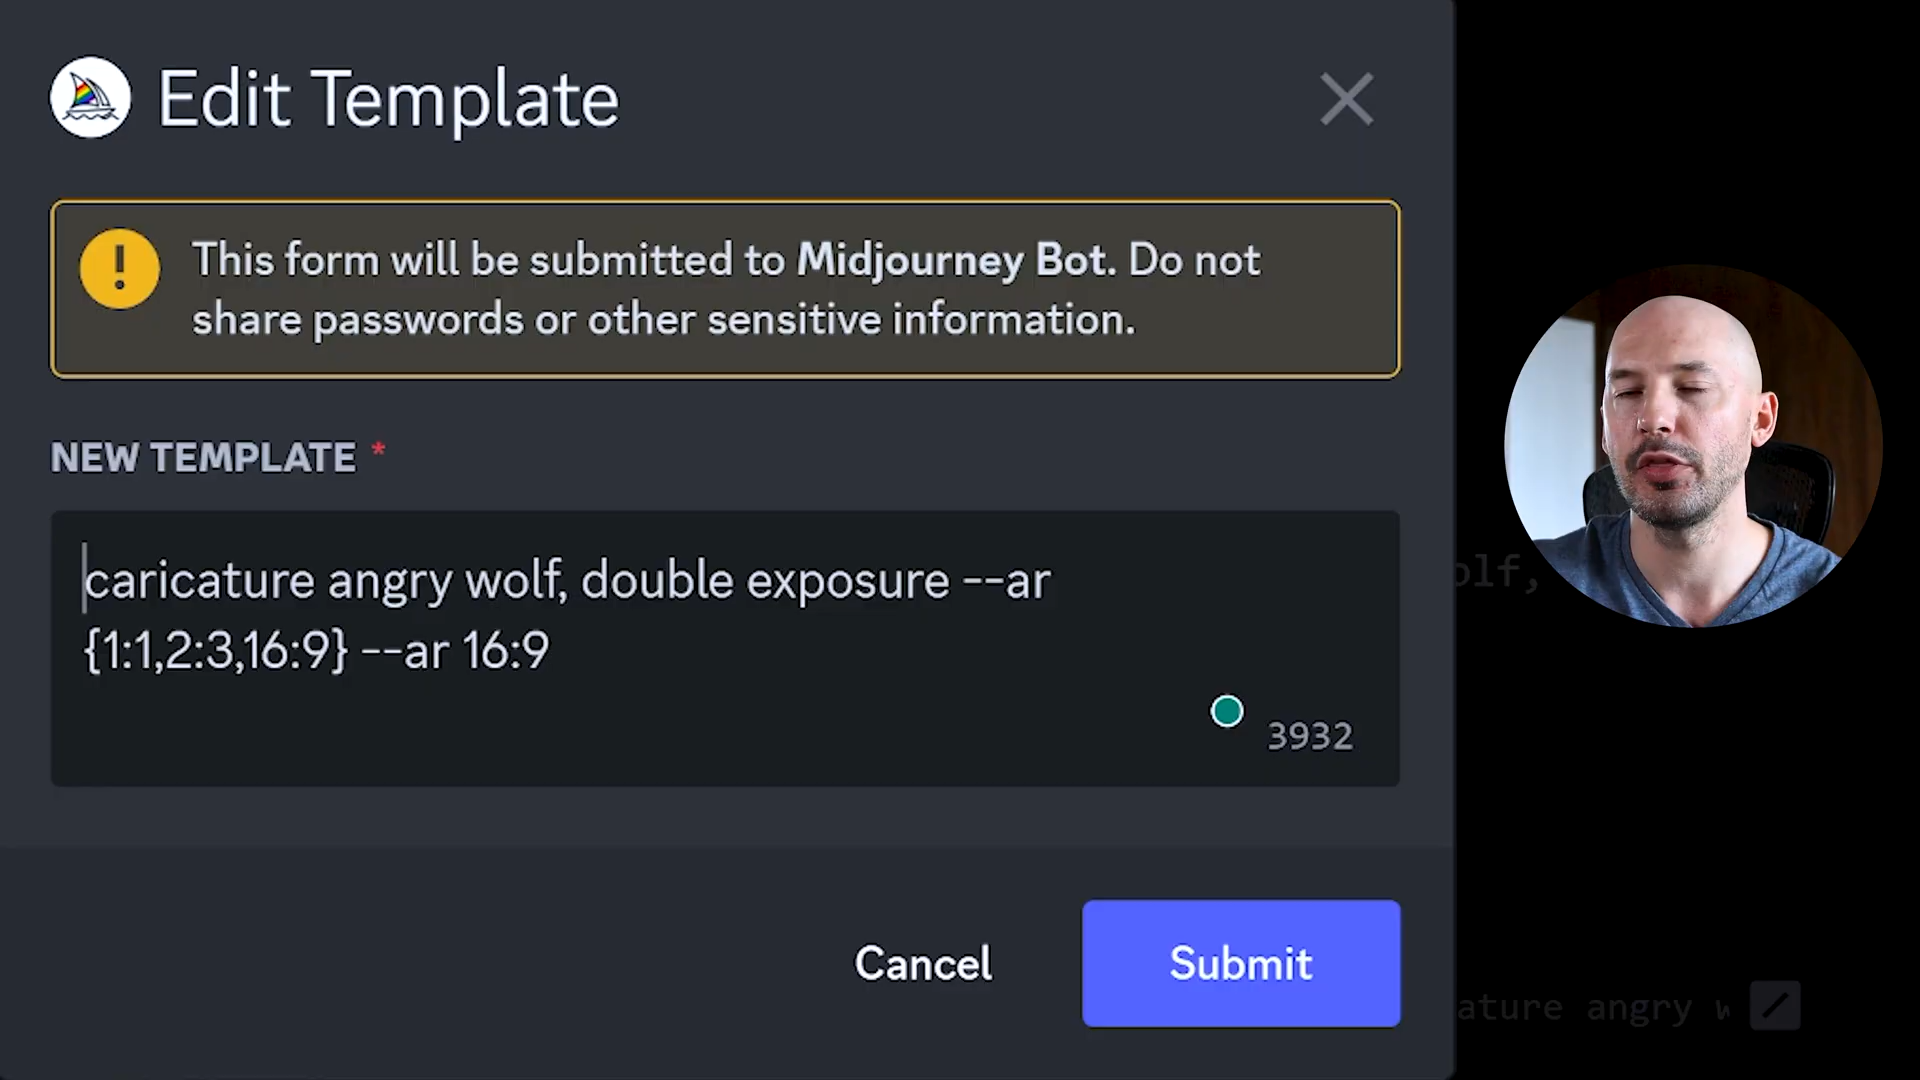 Edit Template
This form will be submitted to Midjourney Bot. Do not
share passwords or other sensitive information.
NEW TEMPLATE *
caricature angry wolf, double exposure --ar
{1:1,2:3,16:9} --ar 16:9
3932
olf,
Cancel
Submit
ature angry w